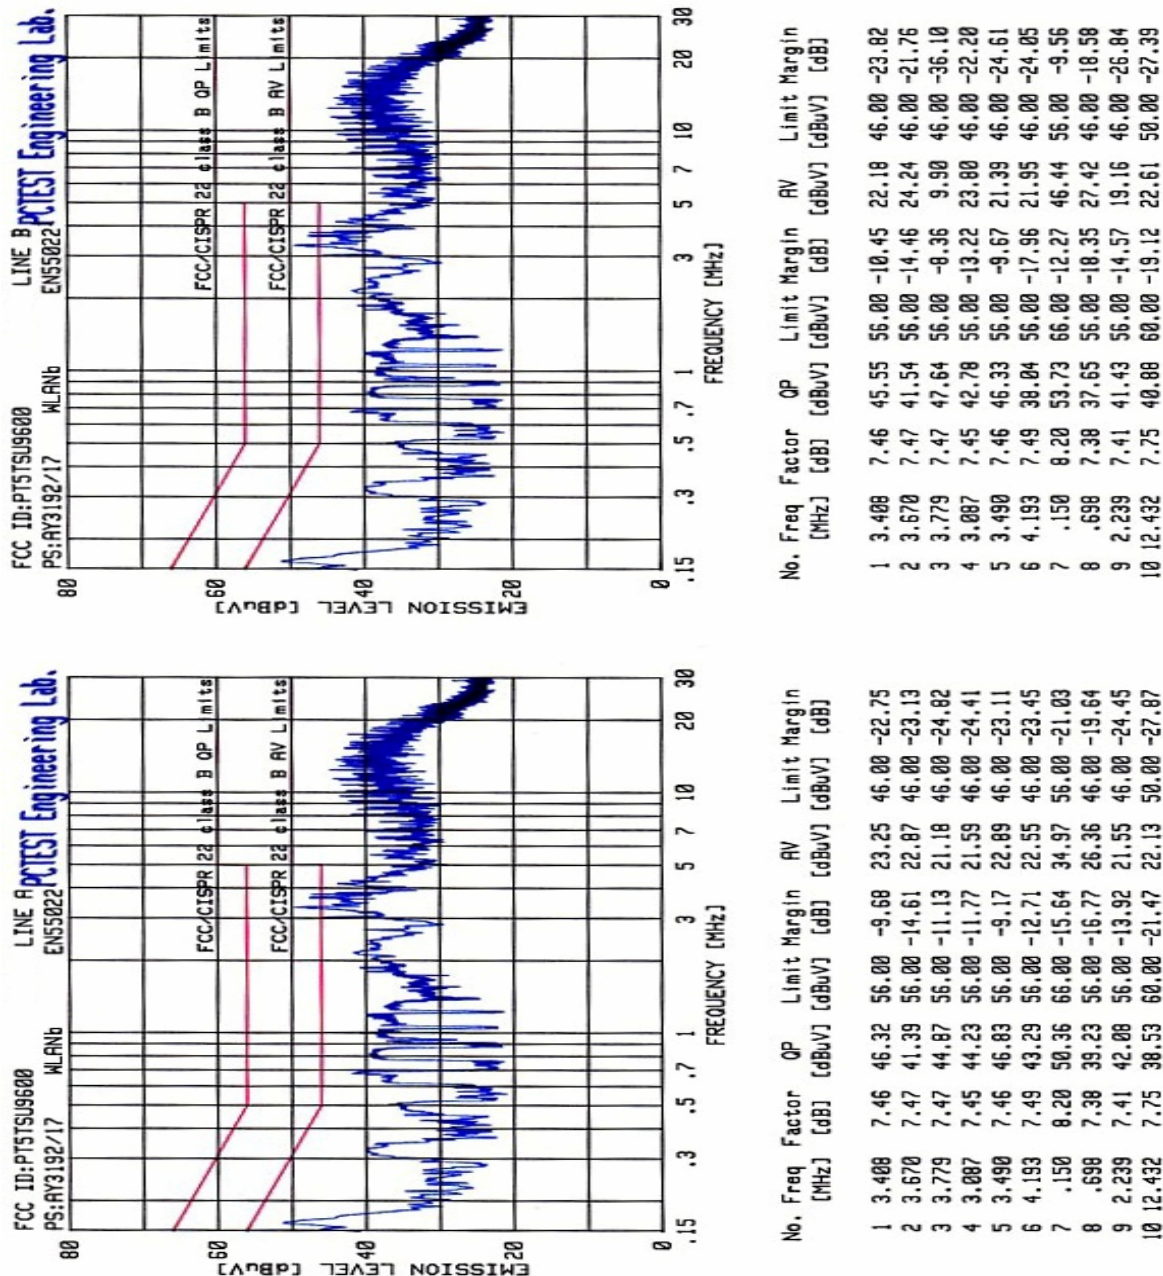 FCC ID:PT5TSU9600 LINE A PCTEST Engineering Lab.
PS:AY3192/17 WLANb EN55022
80
60
40
20
0
EMISSION LEVEL [dBuV]
FCC/CISPR 22 class B QP Limits
FCC/CISPR 22 class B AV Limits
.15 .3 .5 .7 1 3 5 7 10 20 30
FREQUENCY [MHz]
No. Freq Factor QP Limit Margin AV Limit Margin
[MHz] [dB] [dBuV] [dBuV] [dB] [dBuV] [dBuV] [dB]
1 3.408 7.46 46.32 56.00 -9.68 23.25 46.00 -22.75
2 3.670 7.47 41.39 56.00 -14.61 22.87 46.00 -23.13
3 3.779 7.47 44.87 56.00 -11.13 21.18 46.00 -24.82
4 3.087 7.45 44.23 56.00 -11.77 21.59 46.00 -24.41
5 3.490 7.46 46.83 56.00 -9.17 22.89 46.00 -23.11
6 4.193 7.49 43.29 56.00 -12.71 22.55 46.00 -23.45
7 .150 8.20 50.36 66.00 -15.64 34.97 56.00 -21.03
8 .698 7.38 39.23 56.00 -16.77 26.36 46.00 -19.64
9 2.239 7.41 42.08 56.00 -13.92 21.55 46.00 -24.45
10 12.432 7.75 38.53 60.00 -21.47 22.13 50.00 -27.87
FCC ID:PT5TSU9600 LINE B PCTEST Engineering Lab.
PS:AY3192/17 WLANb EN55022
80
60
40
20
0
EMISSION LEVEL [dBuV]
FCC/CISPR 22 class B QP Limits
FCC/CISPR 22 class B AV Limits
.15 .3 .5 .7 1 3 5 7 10 20 30
FREQUENCY [MHz]
No. Freq Factor QP Limit Margin AV Limit Margin
[MHz] [dB] [dBuV] [dBuV] [dB] [dBuV] [dBuV] [dB]
1 3.408 7.46 45.55 56.00 -10.45 22.18 46.00 -23.82
2 3.670 7.47 41.54 56.00 -14.46 24.24 46.00 -21.76
3 3.779 7.47 47.64 56.00 -8.36 9.90 46.00 -36.10
4 3.087 7.45 42.78 56.00 -13.22 23.80 46.00 -22.20
5 3.490 7.46 46.33 56.00 -9.67 21.39 46.00 -24.61
6 4.193 7.49 38.04 56.00 -17.96 21.95 46.00 -24.05
7 .150 8.20 53.73 66.00 -12.27 46.44 56.00 -9.56
8 .698 7.38 37.65 56.00 -18.35 27.42 46.00 -18.58
9 2.239 7.41 41.43 56.00 -14.57 19.16 46.00 -26.84
10 12.432 7.75 40.88 60.00 -19.12 22.61 50.00 -27.39